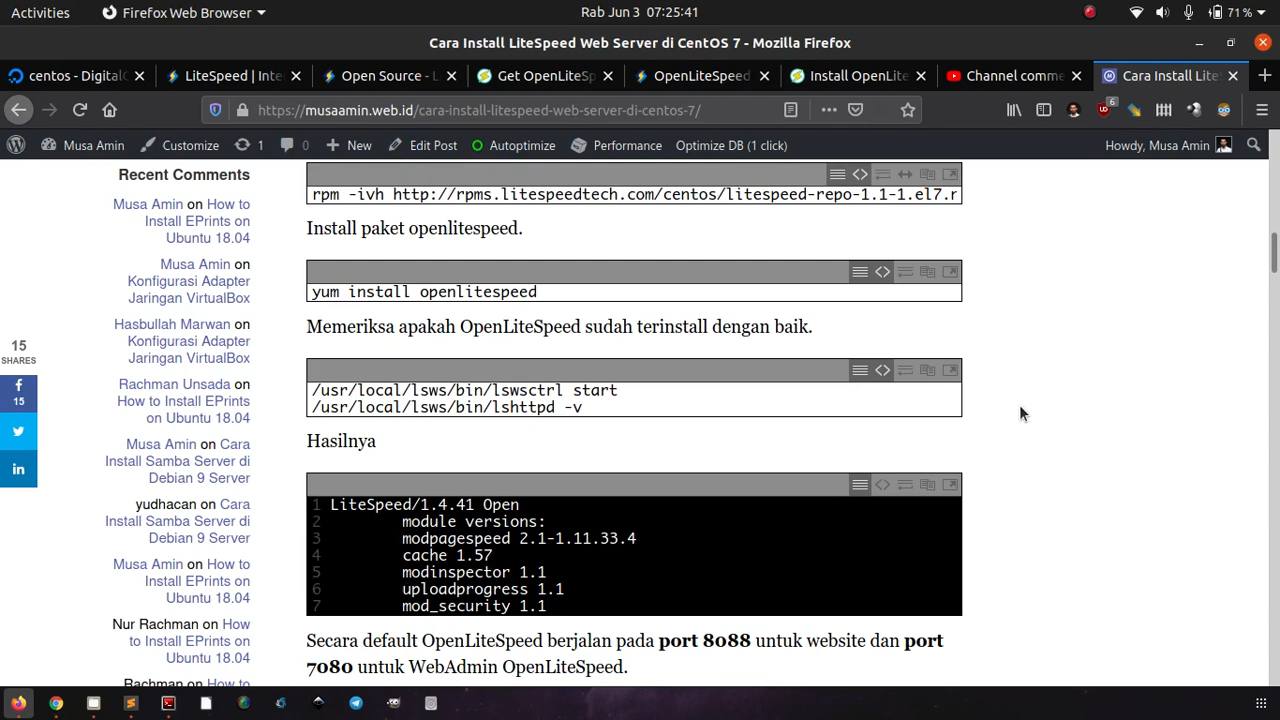 Activities
Firefox Web Browser
Rab Jun 3 07:25:41
71 %
Cara Install LiteSpeed Web Server di CentOS 7 - Mozilla Firefox
centos - DigitalO
LiteSpeed | Inte
Open Source - L
Get OpenLiteSp
OpenLiteSpeed
Install OpenLite
Channel comme
Cara Install Lite
https://musaamin.web.id/cara-install-litespeed-web-server-di-centos-7/
6
Musa Amin
Customize
1
0
New
Edit Post
Autoptimize
Performance
Optimize DB (1 click)
Howdy, Musa Amin
Recent Comments
Musa Amin on How to
Install EPrints on
Ubuntu 18.04
Musa Amin on
Konfigurasi Adapter
Jaringan VirtualBox
Hasbullah Marwan on
Konfigurasi Adapter
Jaringan VirtualBox
Rachman Unsada on
How to Install EPrints
on Ubuntu 18.04
Musa Amin on Cara
Install Samba Server di
Debian 9 Server
yudhacan on Cara
Install Samba Server di
Debian 9 Server
Musa Amin on How to
Install EPrints on
Ubuntu 18.04
Nur Rachman on How
to Install EPrints on
Ubuntu 18.04
Rachman on How to
15
SHARES
15
rpm -ivh http://rpms.litespeedtech.com/centos/litespeed-repo-1.1-1.el7.r
Install paket openlitespeed.
yum install openlitespeed
Memeriksa apakah OpenLiteSpeed sudah terinstall dengan baik.
/usr/local/lsws/bin/lswsctrl start
/usr/local/lsws/bin/lshttpd -v
Hasilnya
1 LiteSpeed/1.4.41 Open
2 module versions:
3 modpagespeed 2.1-1.11.33.4
4 cache 1.57
5 modinspector 1.1
6 uploadprogress 1.1
7 mod_security 1.1
Secara default OpenLiteSpeed berjalan pada port 8088 untuk website dan port
7080 untuk WebAdmin OpenLiteSpeed.